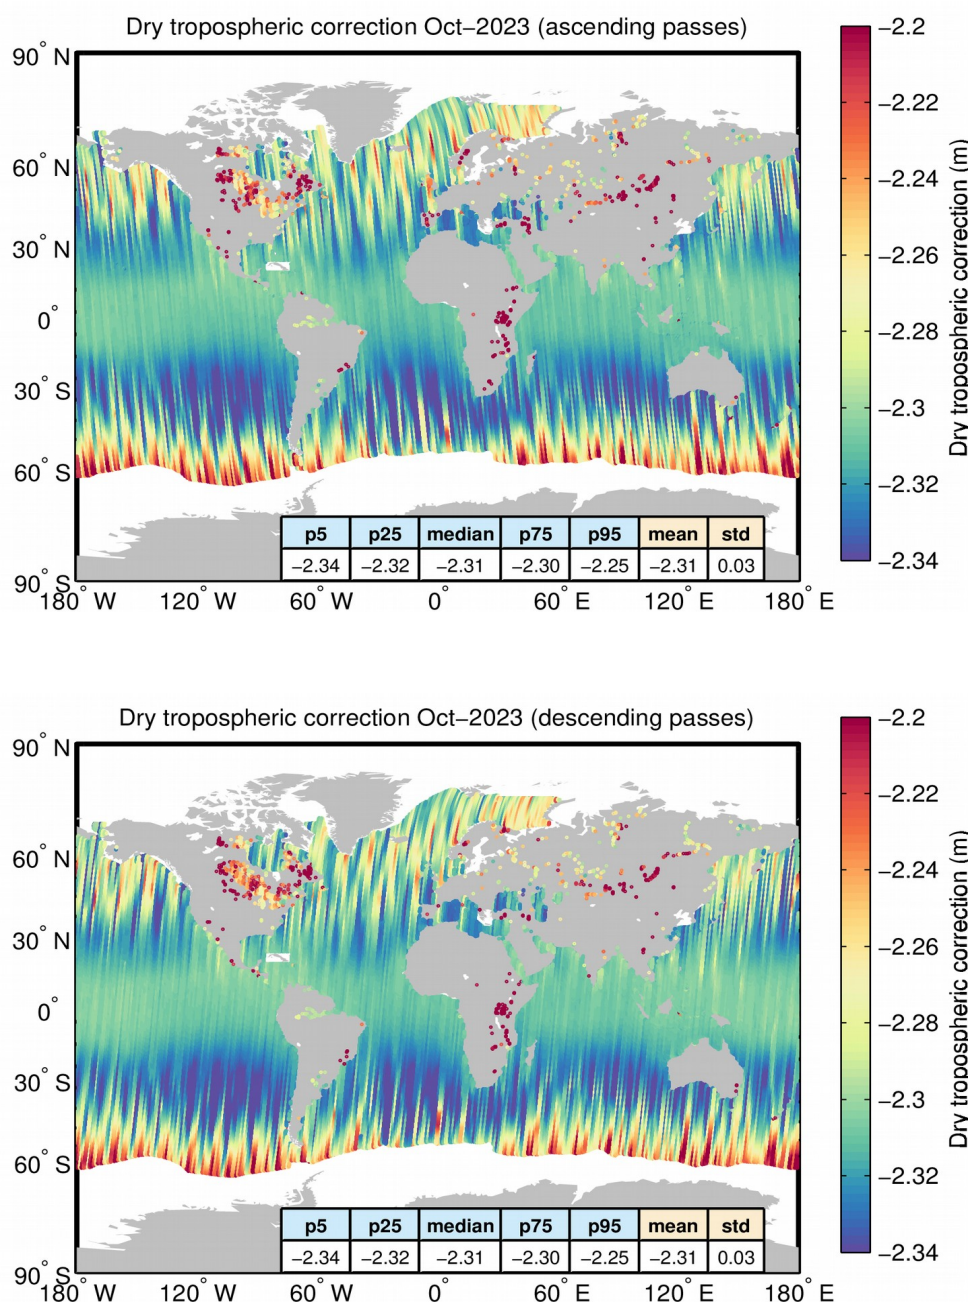 Dry tropospheric correction Oct−2023 (ascending passes)
90° N
60° N
30° N
0°
30° S
60° S
90° S
180° W 120° W 60° W 0° 60° E 120° E 180° E
p5 p25 median p75 p95 mean std
−2.34 −2.32 −2.31 −2.30 −2.25 −2.31 0.03
−2.2
−2.22
−2.24
−2.26
−2.28
−2.3
−2.32
−2.34
Dry tropospheric correction (m)
Dry tropospheric correction Oct−2023 (descending passes)
90° N
60° N
30° N
0°
30° S
60° S
90° S
180° W 120° W 60° W 0° 60° E 120° E 180° E
p5 p25 median p75 p95 mean std
−2.34 −2.32 −2.31 −2.30 −2.25 −2.31 0.03
−2.2
−2.22
−2.24
−2.26
−2.28
−2.3
−2.32
−2.34
Dry tropospheric correction (m)